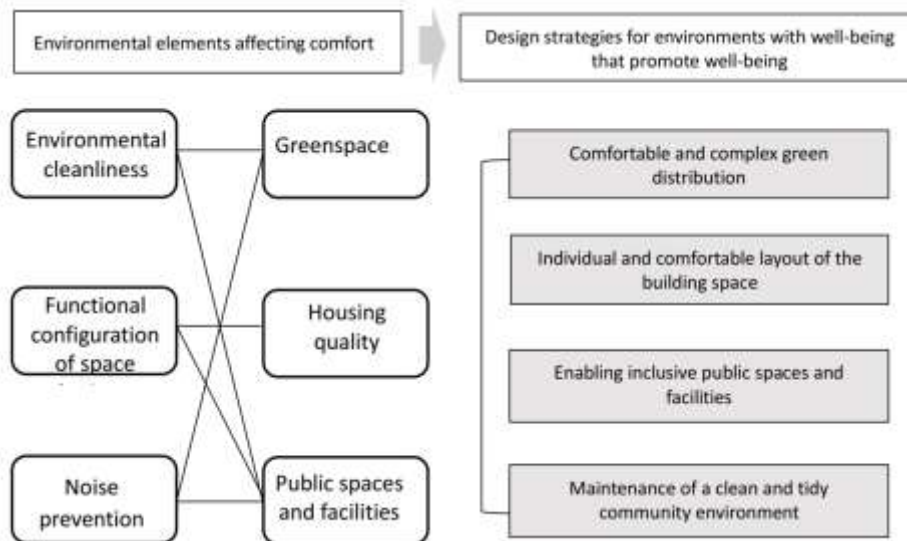 Environmental elements affecting comfort
Design strategies for environments with well-being
that promote well-being
Environmental
cleanliness
Greenspace
Functional
configuration
of space
Housing
quality
Noise
prevention
Public spaces
and facilities
Comfortable and complex green
distribution
Individual and comfortable layout of the
building space
Enabling inclusive public spaces and
facilities
Maintenance of a clean and tidy
community environment